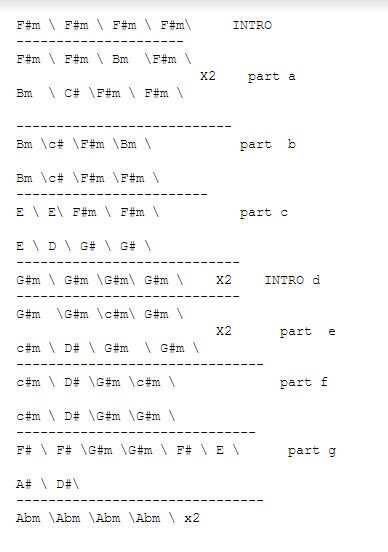 F#m \ F#m \ F#m \ F#m\ INTRO
---------------------
F#m \ F#m \ Bm \F#m \
X2 part a
Bm \ C# \F#m \ F#m \
---------------------------
Bm \c# \F#m \Bm \ part b
Bm \c# \F#m \F#m \
------------------------
E \ E\ F#m \ F#m \ part c
E \ D \ G# \ G# \
----------------------------
G#m \ G#m \G#m\ G#m \ X2 INTRO d
----------------------------
G#m \G#m \c#m\ G#m \
X2 part e
c#m \ D# \ G#m \ G#m \
-------------------------------
c#m \ D# \G#m \c#m \ part f
c#m \ D# \G#m \G#m \
------------------------------
F# \ F# \G#m \G#m \ F# \ E \ part g
A# \ D#\
-------------------------------
Abm \Abm \Abm \Abm \ x2